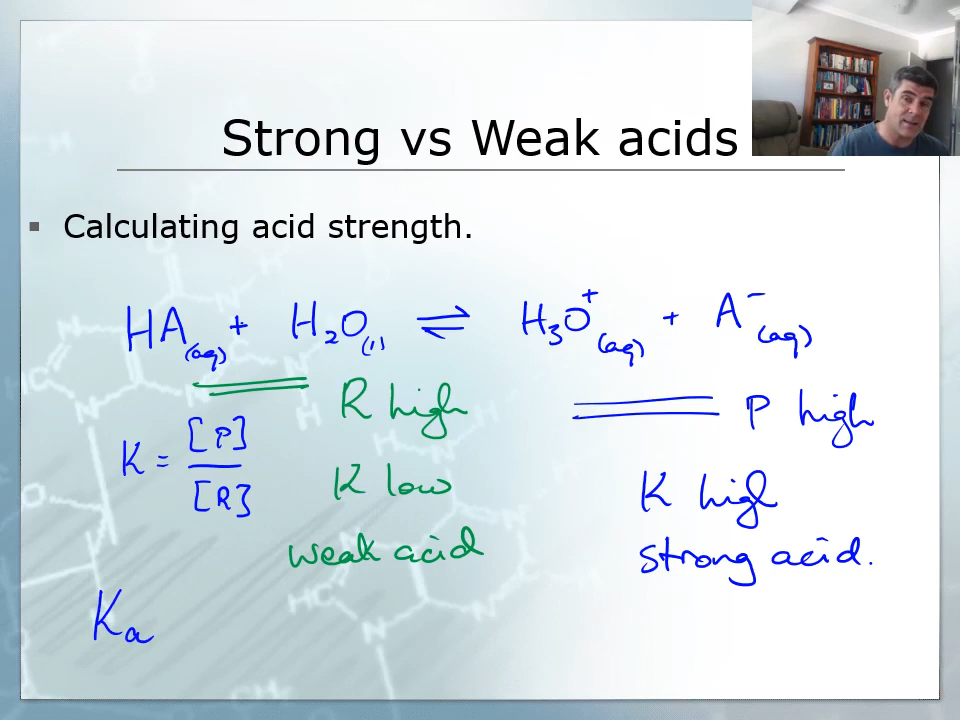 Strong vs Weak acids
▪ Calculating acid strength.
HA(aq) + H₂O(l) ⇌ H₃O⁺(aq) + A⁻(aq)
R high
P high
K = [P]/[R]
K low
K high
weak acid
strong acid.
Kₐ